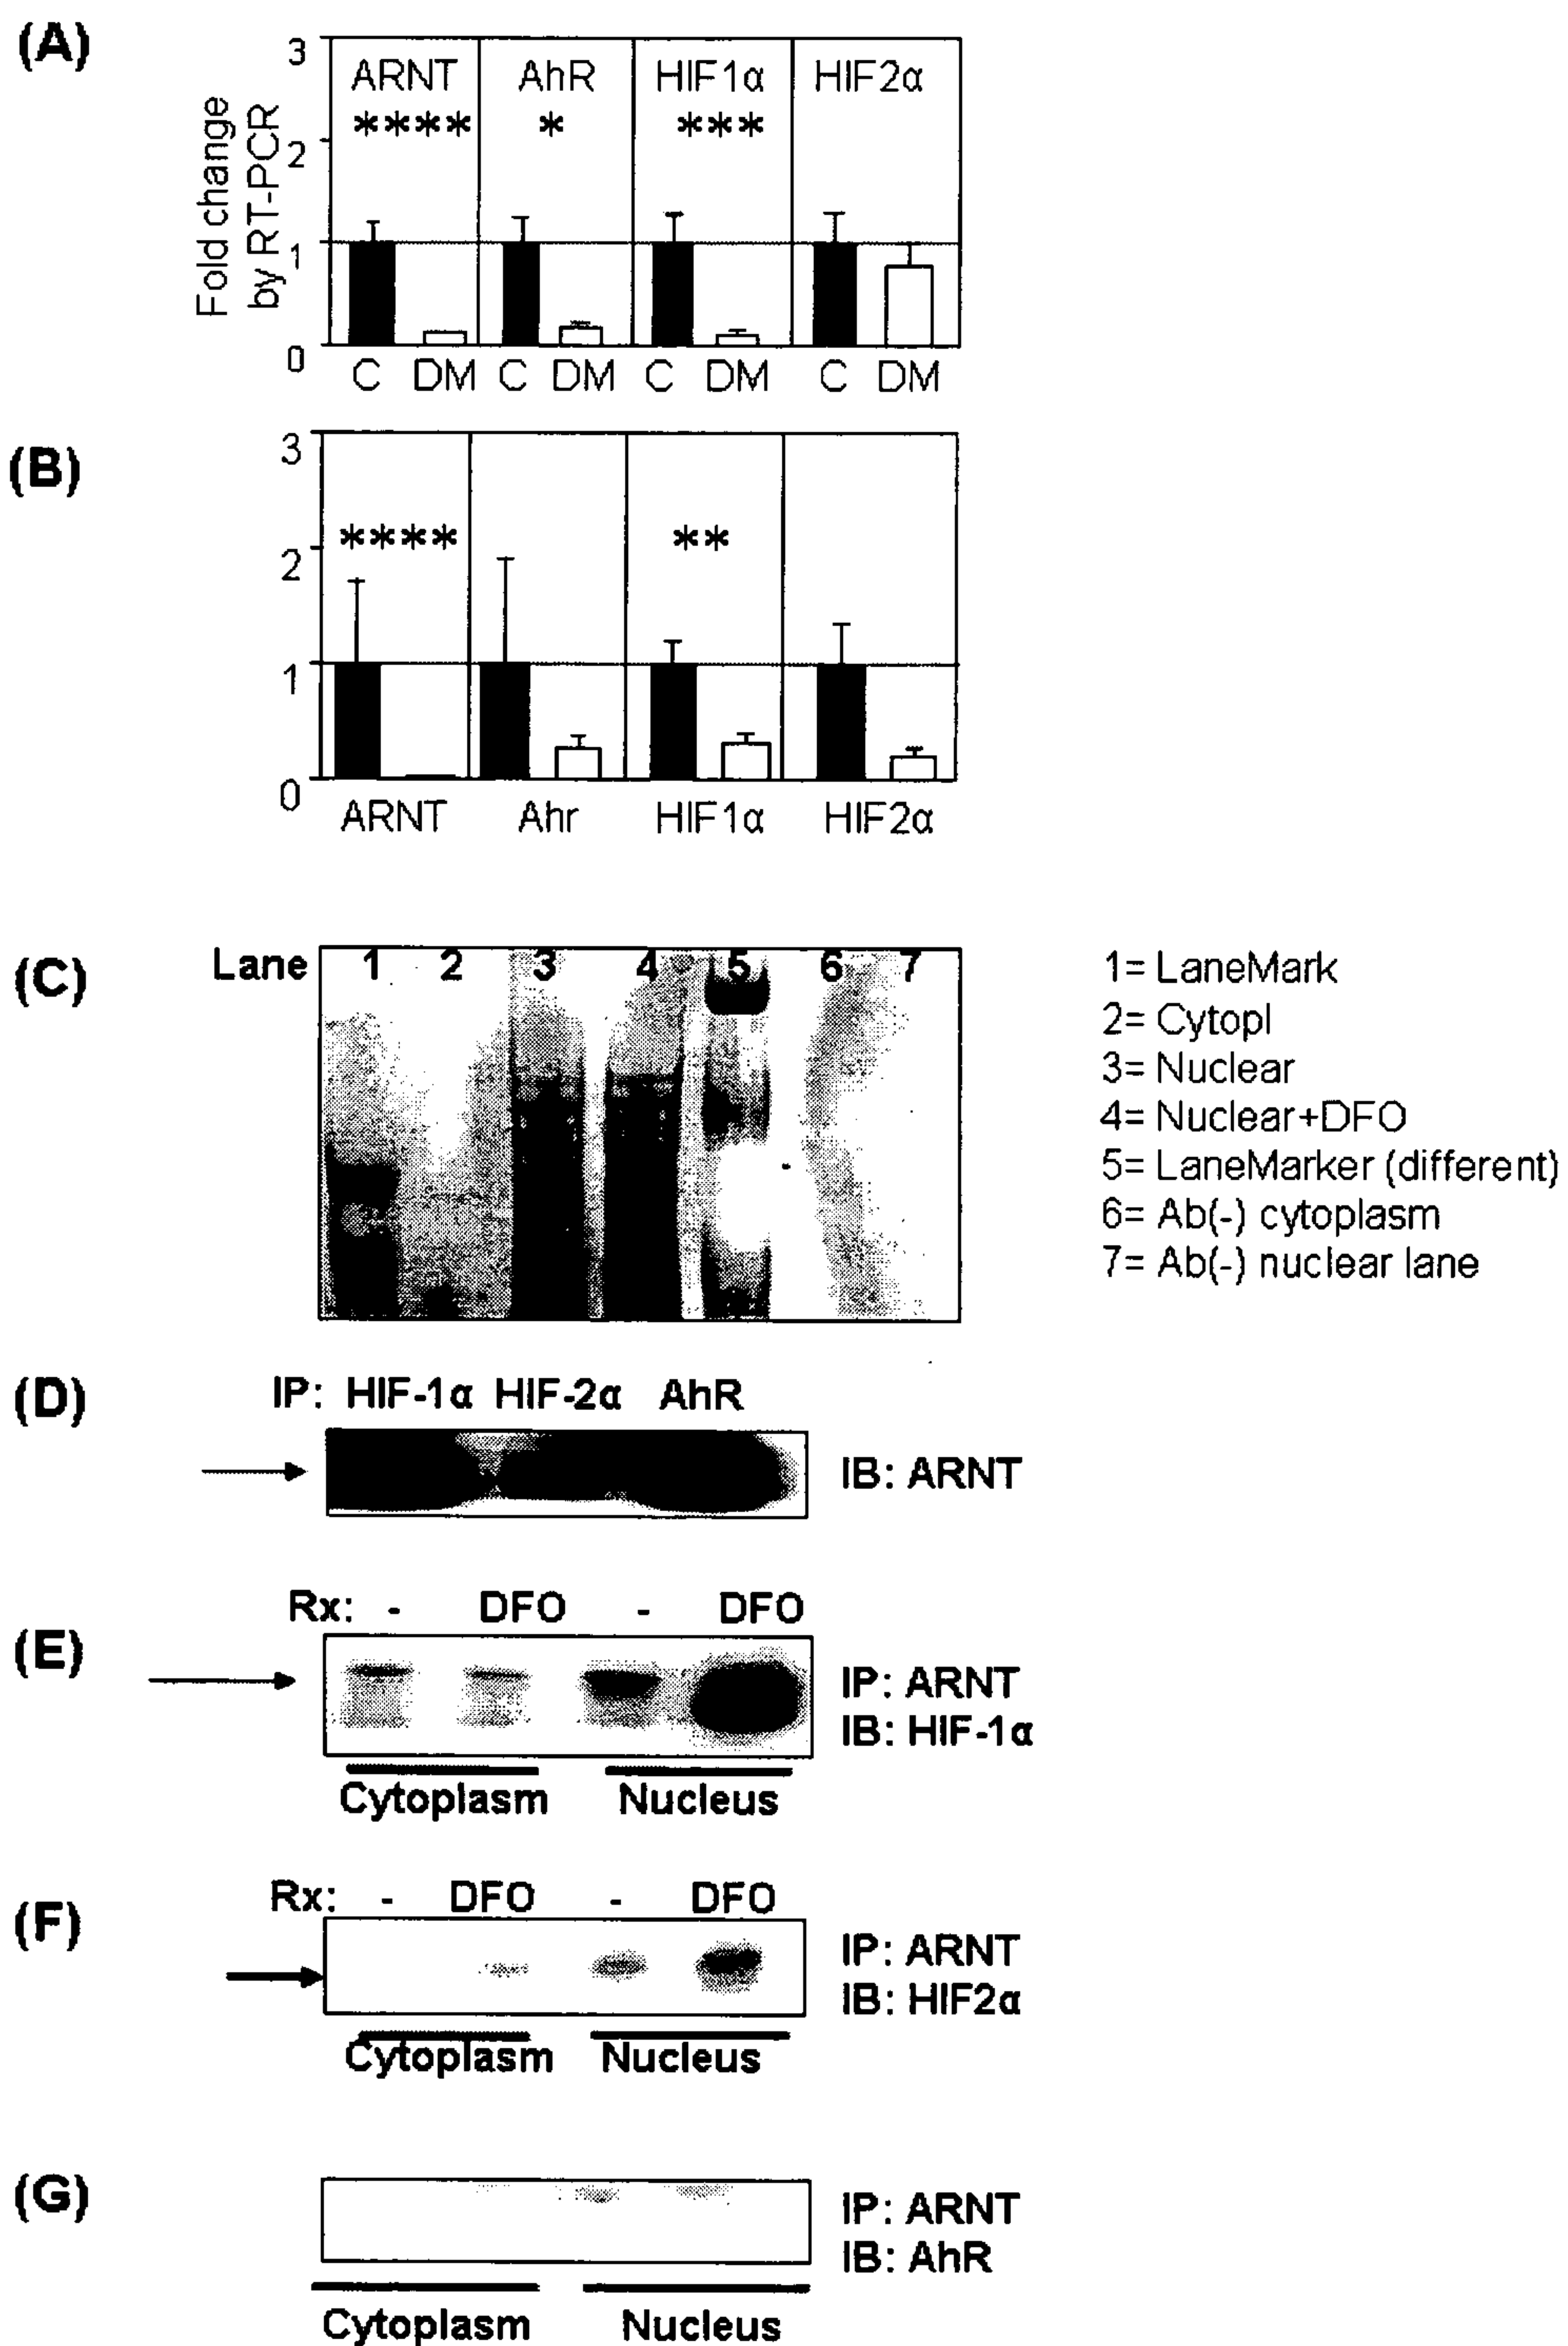 (A)
Fold change
by RT-PCR
3
2
1
0
ARNT AhR HIF1α HIF2α
**** * ***
C DM C DM C DM C DM
(B)
3
2
1
0
**** **
ARNT Ahr HIF1α HIF2α
(C)
Lane 1 2 3 4 5 6 7
1= LaneMark
2= Cytopl
3= Nuclear
4= Nuclear+DFO
5= LaneMarker (different)
6= Ab(-) cytoplasm
7= Ab(-) nuclear lane
(D)
IP: HIF-1α HIF-2α AhR
IB: ARNT
(E)
Rx: - DFO - DFO
IP: ARNT
IB: HIF-1α
Cytoplasm Nucleus
(F)
Rx: - DFO - DFO
IP: ARNT
IB: HIF2α
Cytoplasm Nucleus
(G)
IP: ARNT
IB: AhR
Cytoplasm Nucleus